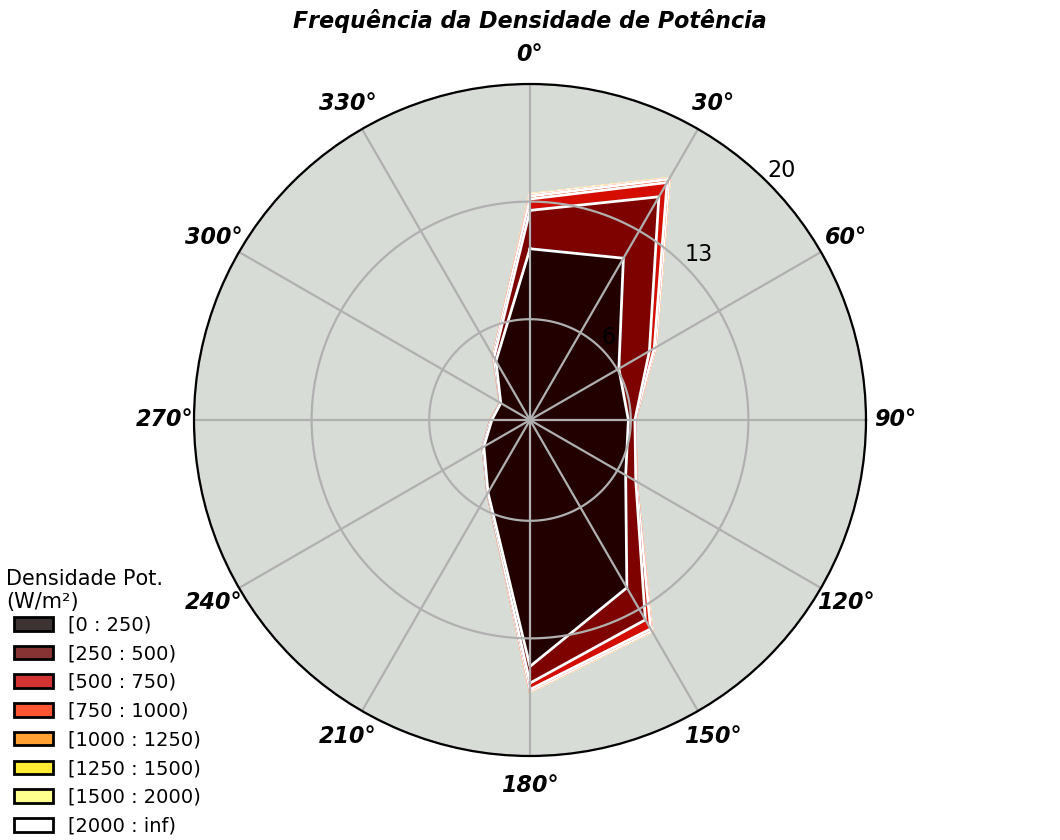 Frequência da Densidade de Potência
0°
330°
30°
20
300°
60°
13
6
270°
90°
240°
120°
210°
150°
180°
Densidade Pot.
(W/m²)
[0 : 250)
[250 : 500)
[500 : 750)
[750 : 1000)
[1000 : 1250)
[1250 : 1500)
[1500 : 2000)
[2000 : inf)